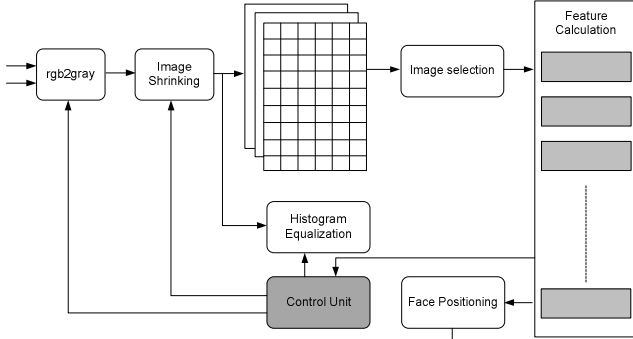 Feature
Calculation
rgb2gray
Image
Shrinking
Image selection
Histogram
Equalization
Control Unit
Face Positioning